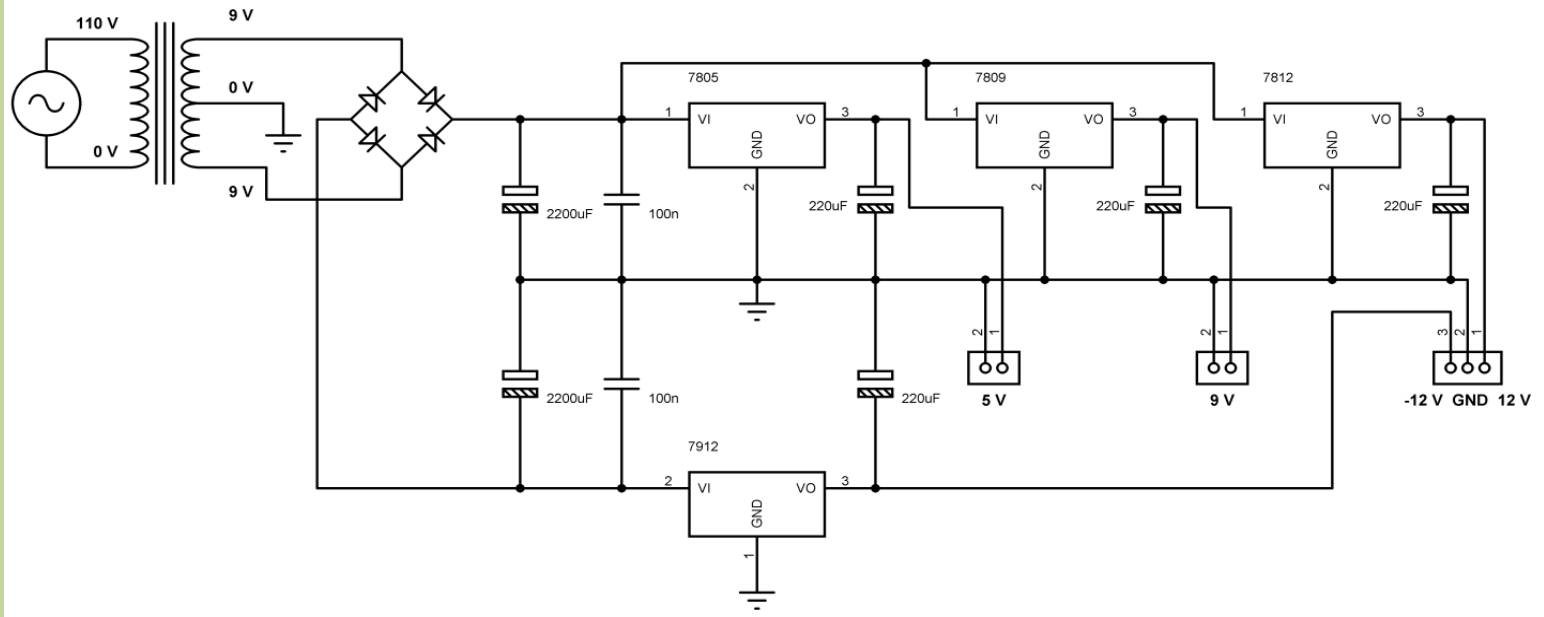 110 V
9 V
0 V
0 V
9 V
7805
1 VI VO 3
GND
2
7809
1 VI VO 3
GND
2
7812
1 VI VO 3
GND
2
2200uF
100n
220uF
220uF
220uF
2200uF
100n
220uF
2 1
5 V
2 1
9 V
3 2 1
-12 V GND 12 V
7912
2 VI VO 3
GND
1